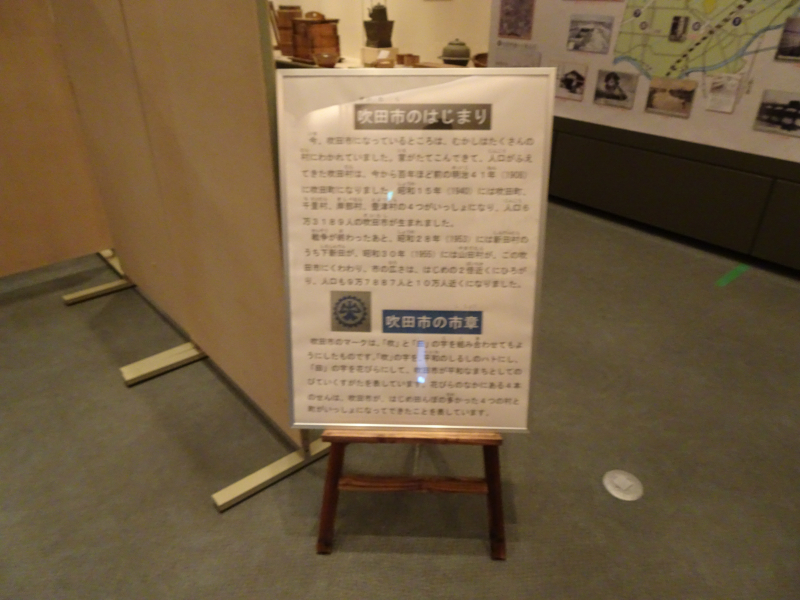 吹田市のはじまり
今、吹田市になっているところは、むかしはたくさんの
村にわかれていました。家がたてこんできて、人口がふえ
てきた吹田村は、今から百年ほど前の明治41年（1908）
に吹田町になりました。昭和15年（1940）には吹田町、
千里村、岸部村、豊津村の4つがいっしょになり、人口6
万3189人の吹田市が生まれました。
戦争が終わったあと、昭和28年（1953）には新田村の
うち下新田が、昭和30年（1955）には山田村が、この吹
田市にくわわり、市の広さは、はじめの2倍近くにひろが
り、人口も9万7887人と10万人近くになりました。
吹田市の市章
吹田市のマークは、「吹」と「田」の字を組み合わせてもよ
うにしたものです。「吹」の字を平和のしるしのハトにし、
「田」の字を花びらにして、吹田市が平和なまちとしての
びていくすがたを表しています。花びらのなかにある4本
のせんは、吹田市が、はじめ田んぼの多かった4つの村と
町がいっしょになってできたことを表しています。